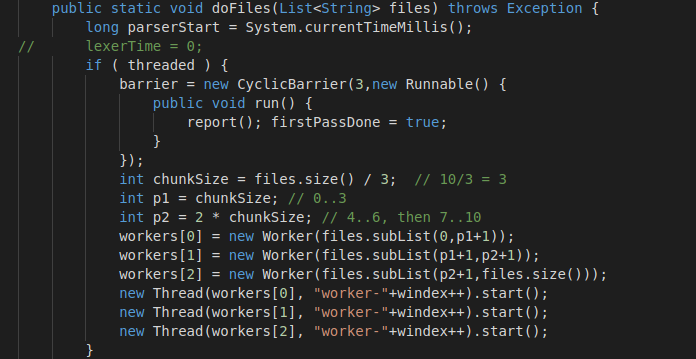 public static void doFiles(List<String> files) throws Exception {
long parserStart = System.currentTimeMillis();
// lexerTime = 0;
if ( threaded ) {
barrier = new CyclicBarrier(3,new Runnable() {
public void run() {
report(); firstPassDone = true;
}
});
int chunkSize = files.size() / 3; // 10/3 = 3
int p1 = chunkSize; // 0..3
int p2 = 2 * chunkSize; // 4..6, then 7..10
workers[0] = new Worker(files.subList(0,p1+1));
workers[1] = new Worker(files.subList(p1+1,p2+1));
workers[2] = new Worker(files.subList(p2+1,files.size()));
new Thread(workers[0], "worker-"+windex++).start();
new Thread(workers[1], "worker-"+windex++).start();
new Thread(workers[2], "worker-"+windex++).start();
}